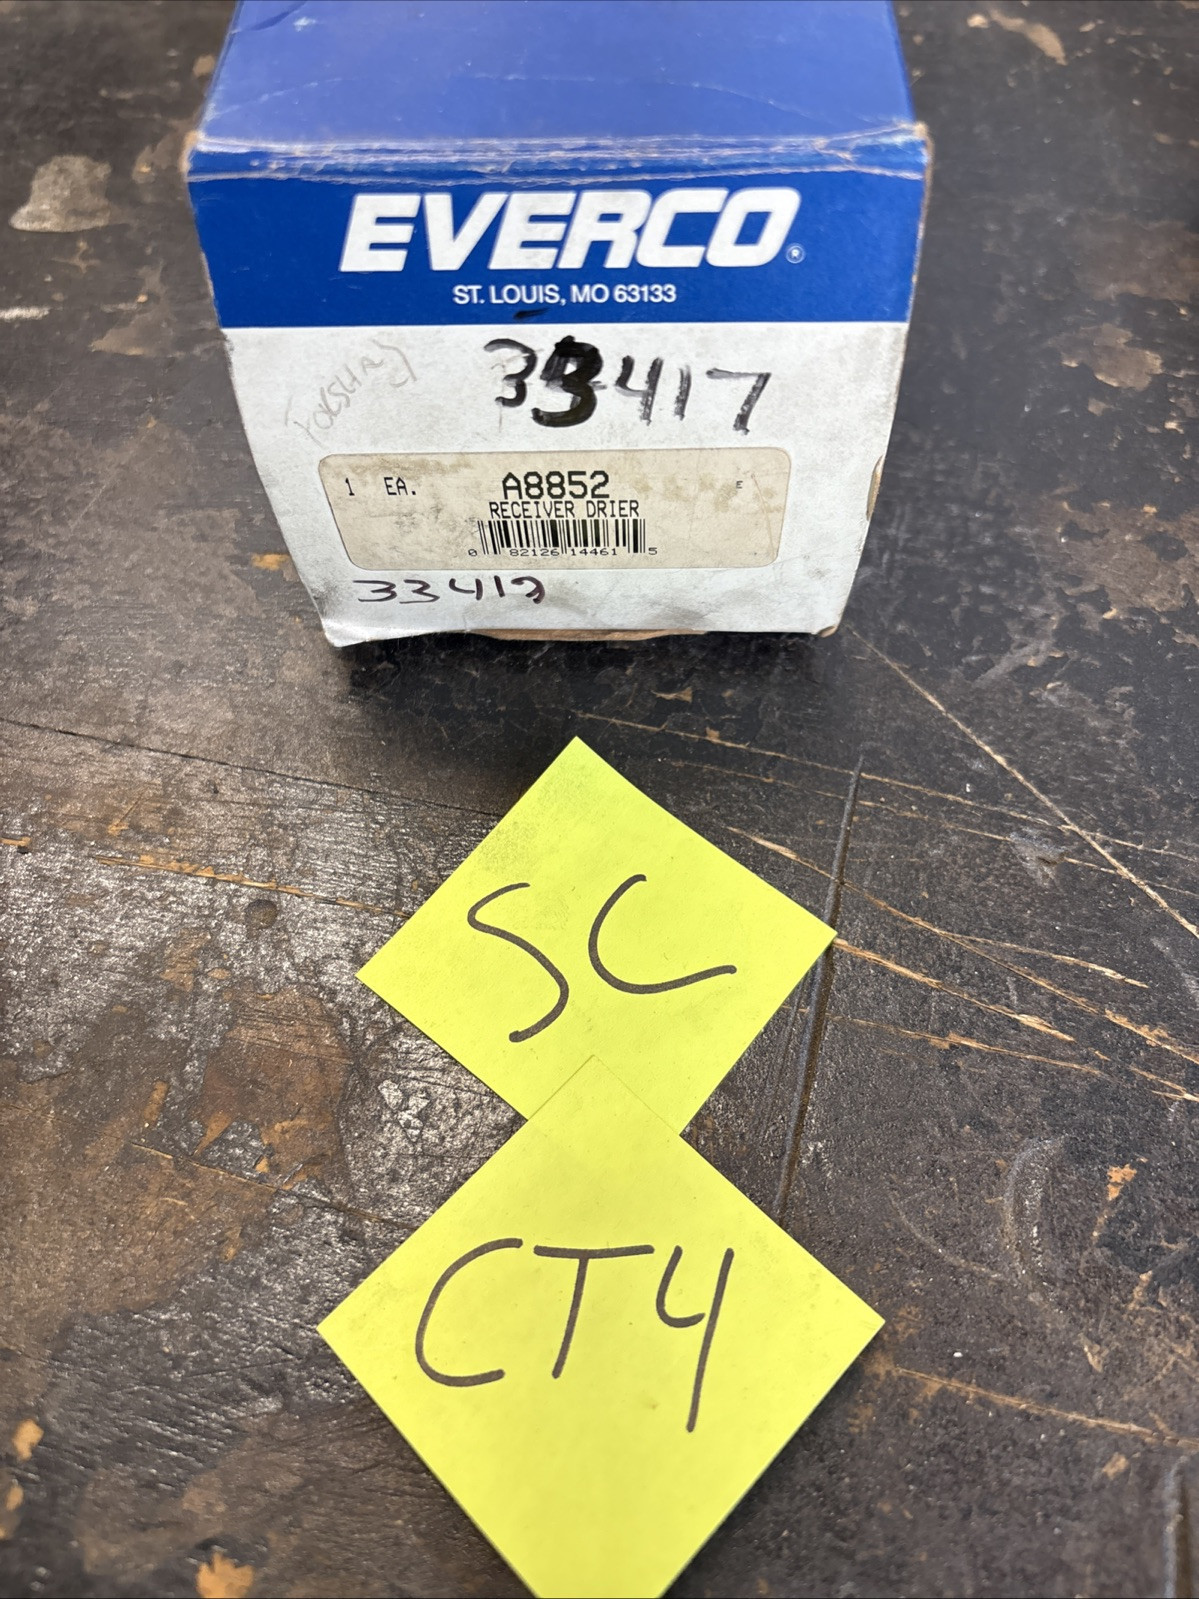 EVERCO®
ST. LOUIS, MO 63133
33417
1 EA. A8852 E
RECEIVER DRIER
0 82126 14461 5
33417
SC
CT4